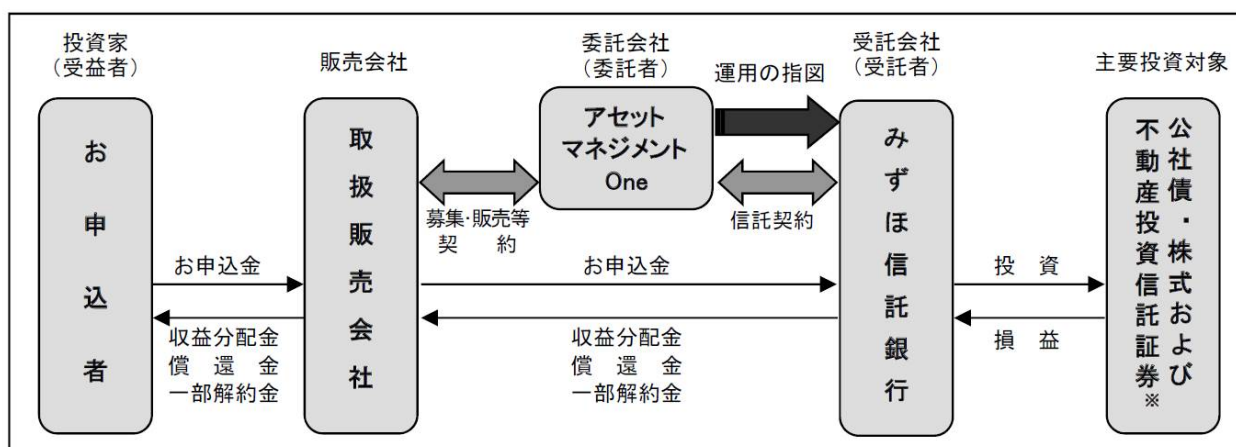 投資家
（受益者）
お申込者
販売会社
取扱販売会社
委託会社
（委託者）
アセット
マネジメント
One
運用の指図
受託会社
（受託者）
みずほ信託銀行
主要投資対象
公社債・株式および
不動産投資信託証券※
募集・販売等
契　約
信託契約
お申込金
収益分配金
償　還　金
一部解約金
お申込金
収益分配金
償　還　金
一部解約金
投　資
損　益